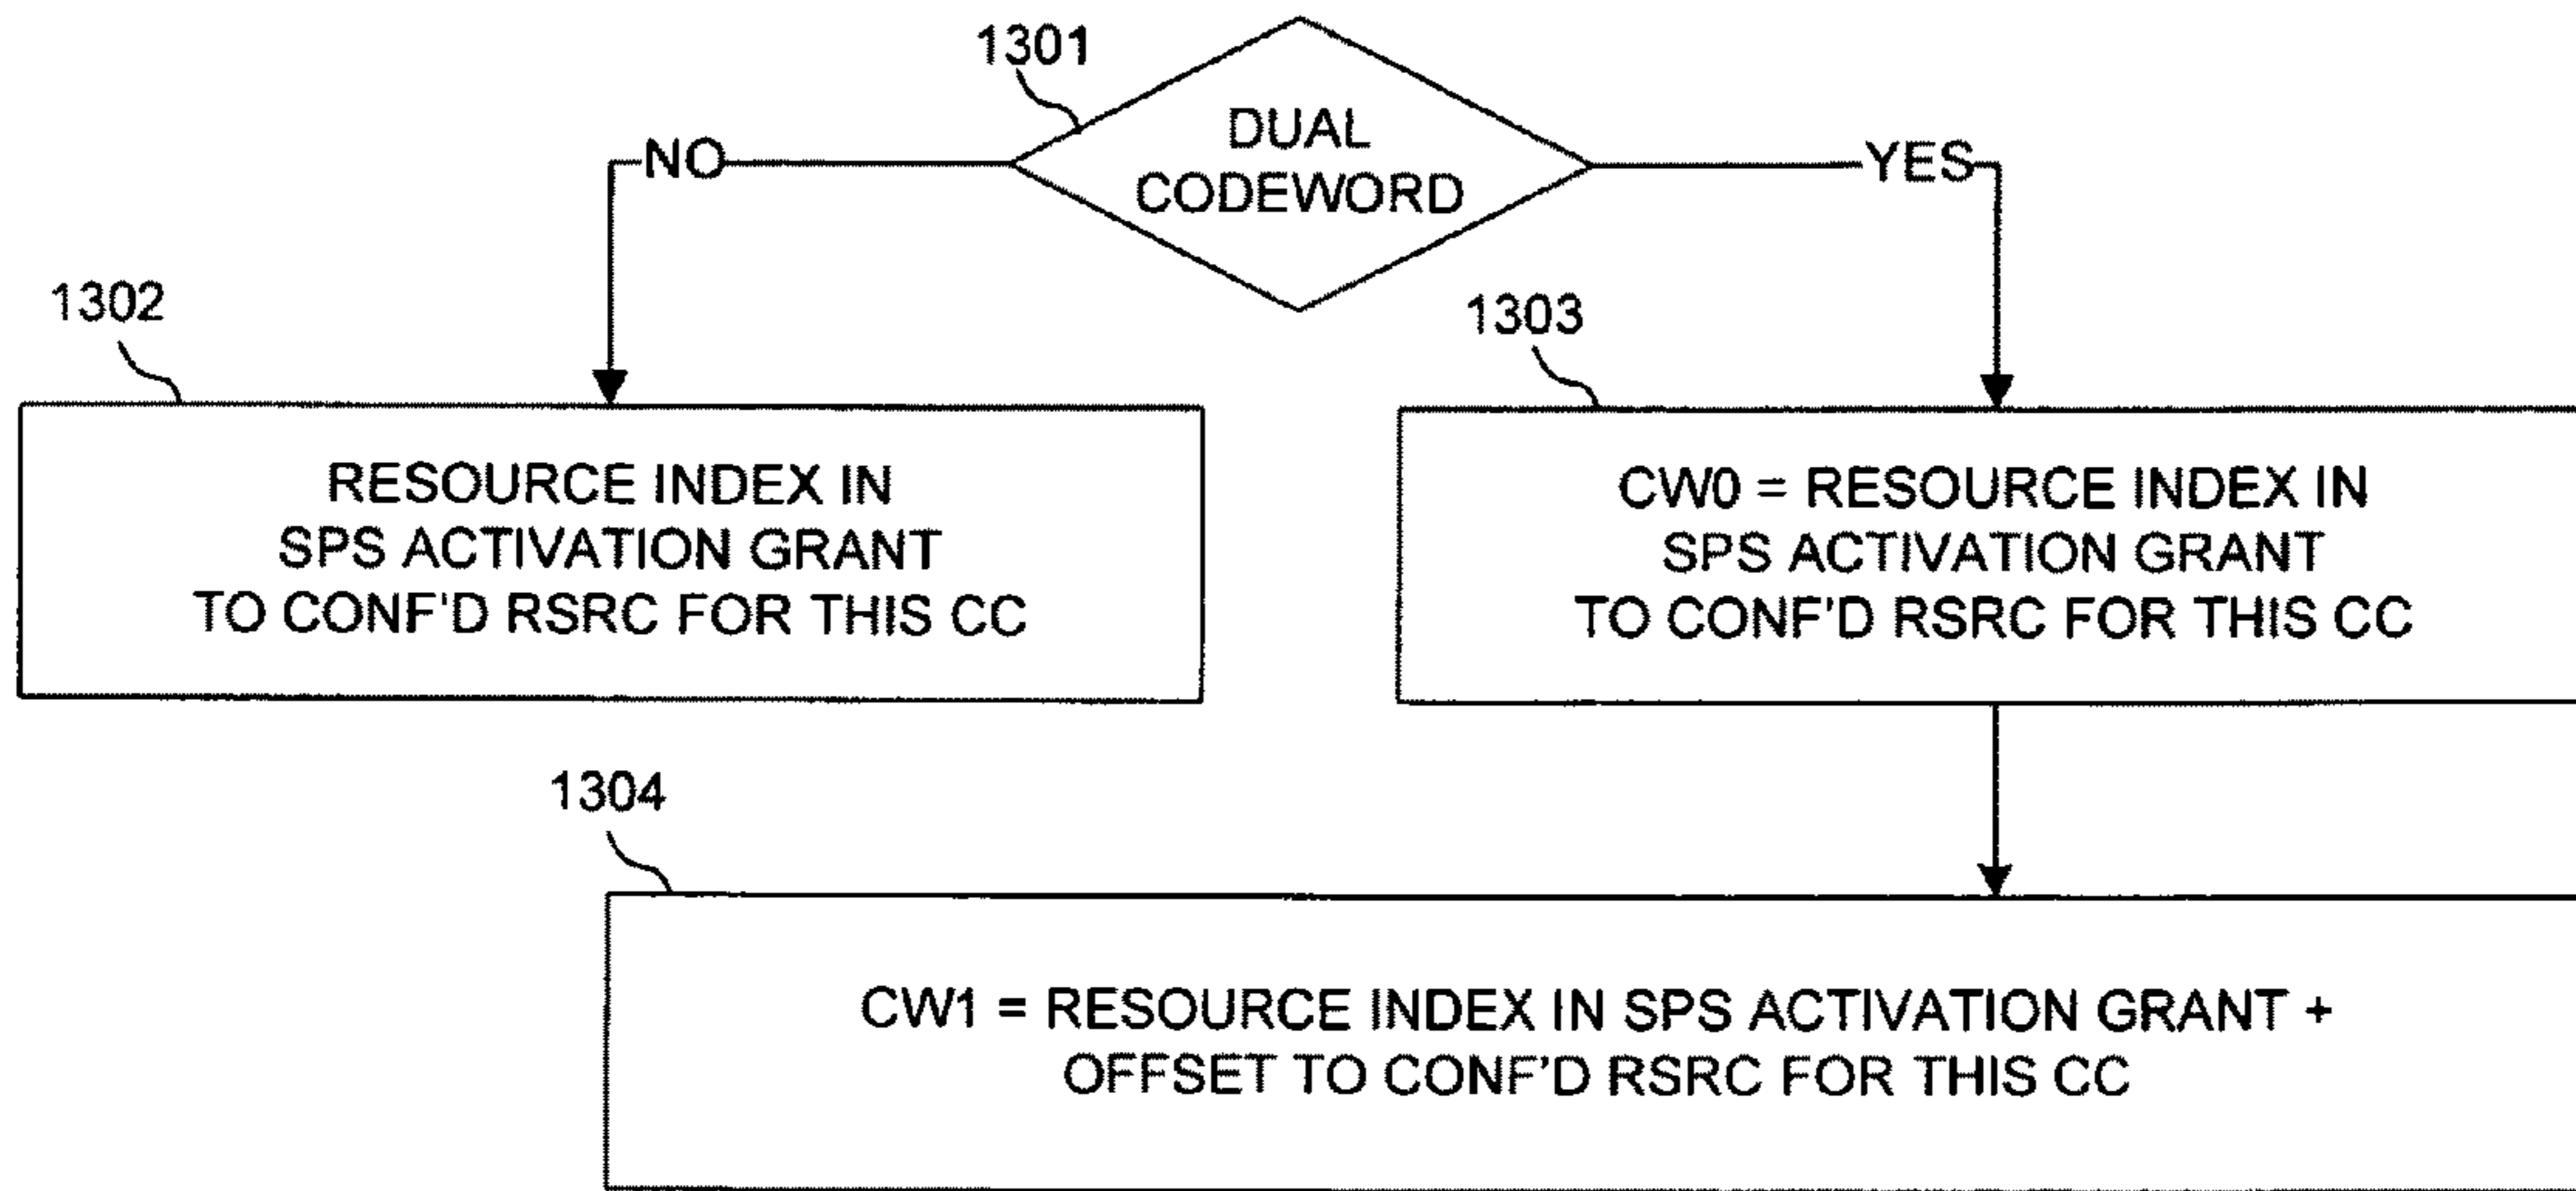 1301
DUAL
CODEWORD
NO
YES
1302
RESOURCE INDEX IN
SPS ACTIVATION GRANT
TO CONF'D RSRC FOR THIS CC
1303
CW0 = RESOURCE INDEX IN
SPS ACTIVATION GRANT
TO CONF'D RSRC FOR THIS CC
1304
CW1 = RESOURCE INDEX IN SPS ACTIVATION GRANT +
OFFSET TO CONF’D RSRC FOR THIS CC